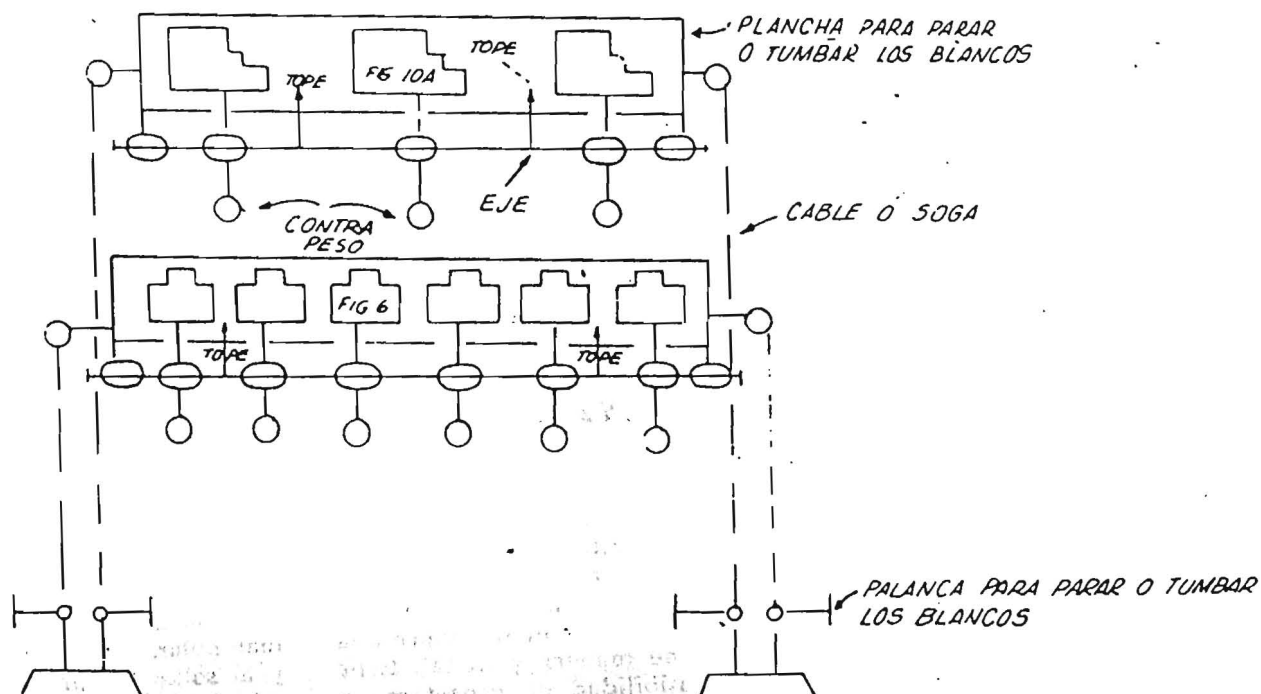 PLANCHA PARA PARAR
O TUMBAR LOS BLANCOS
TOPE
TOPE
FIG 10A
EJE
CONTRA
PESO
CABLE O SOGA
FIG 6
TOPE
TOPE
PALANCA PARA PARAR O TUMBAR
LOS BLANCOS